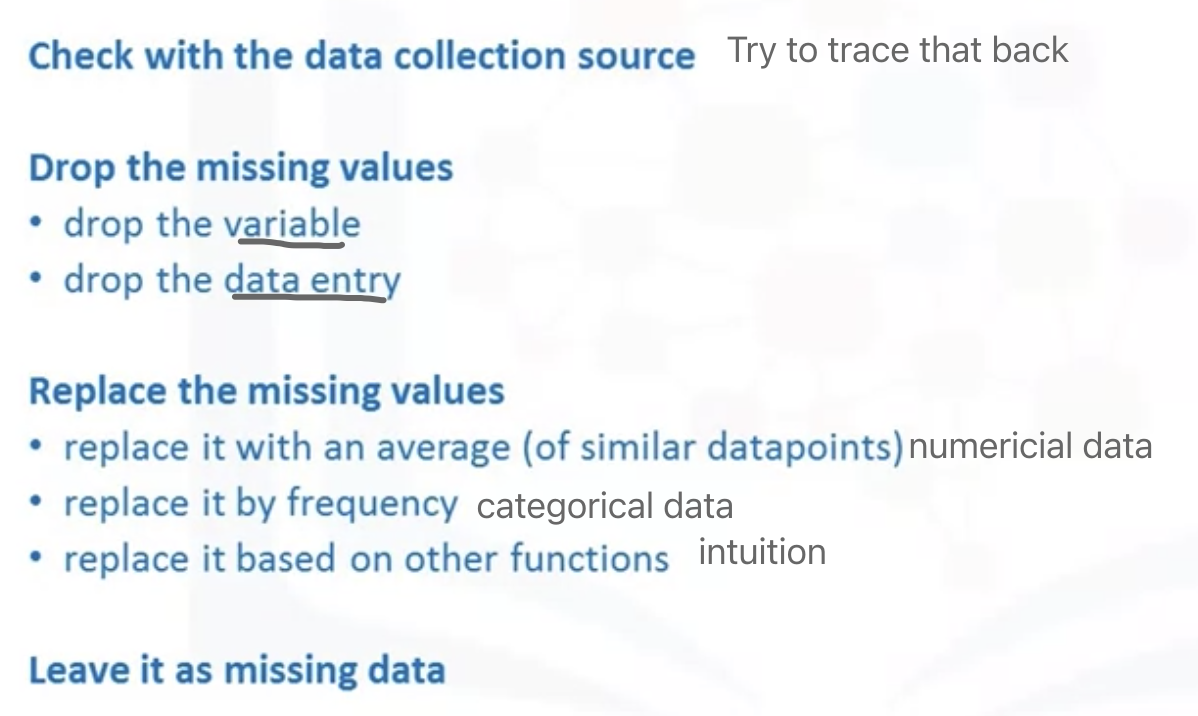 Check with the data collection source Try to trace that back
Drop the missing values
• drop the variable
• drop the data entry
Replace the missing values
• replace it with an average (of similar datapoints) numericial data
• replace it by frequency categorical data
• replace it based on other functions intuition
Leave it as missing data